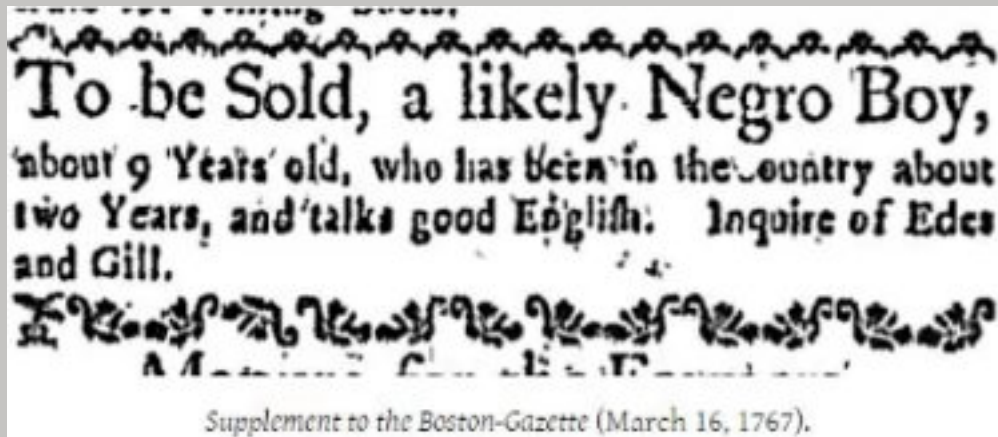 To be Sold, a likely Negro Boy,
about 9 Years old, who has been in the Country about
two Years, and talks good Engliſh. Inquire of Edes
and Gill.
Supplement to the Boston-Gazette (March 16, 1767).